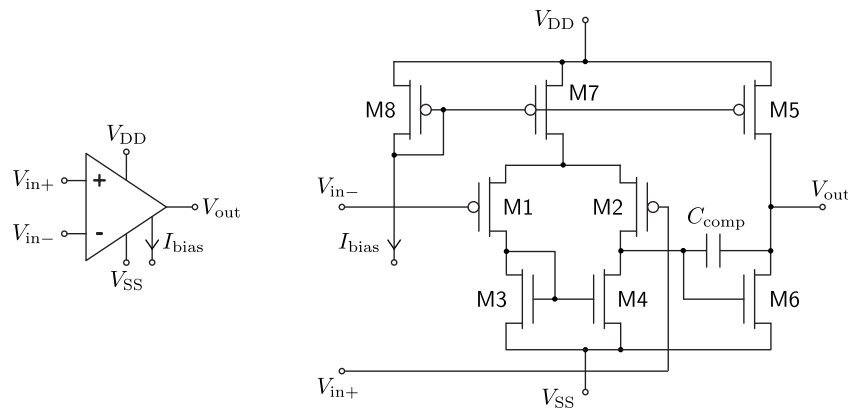 V_DD
V_in+
+
V_in−
-
V_out
I_bias
V_SS
V_DD
M8
M7
M5
V_in−
M1
M2
V_out
I_bias
C_comp
M3
M4
M6
V_in+
V_SS